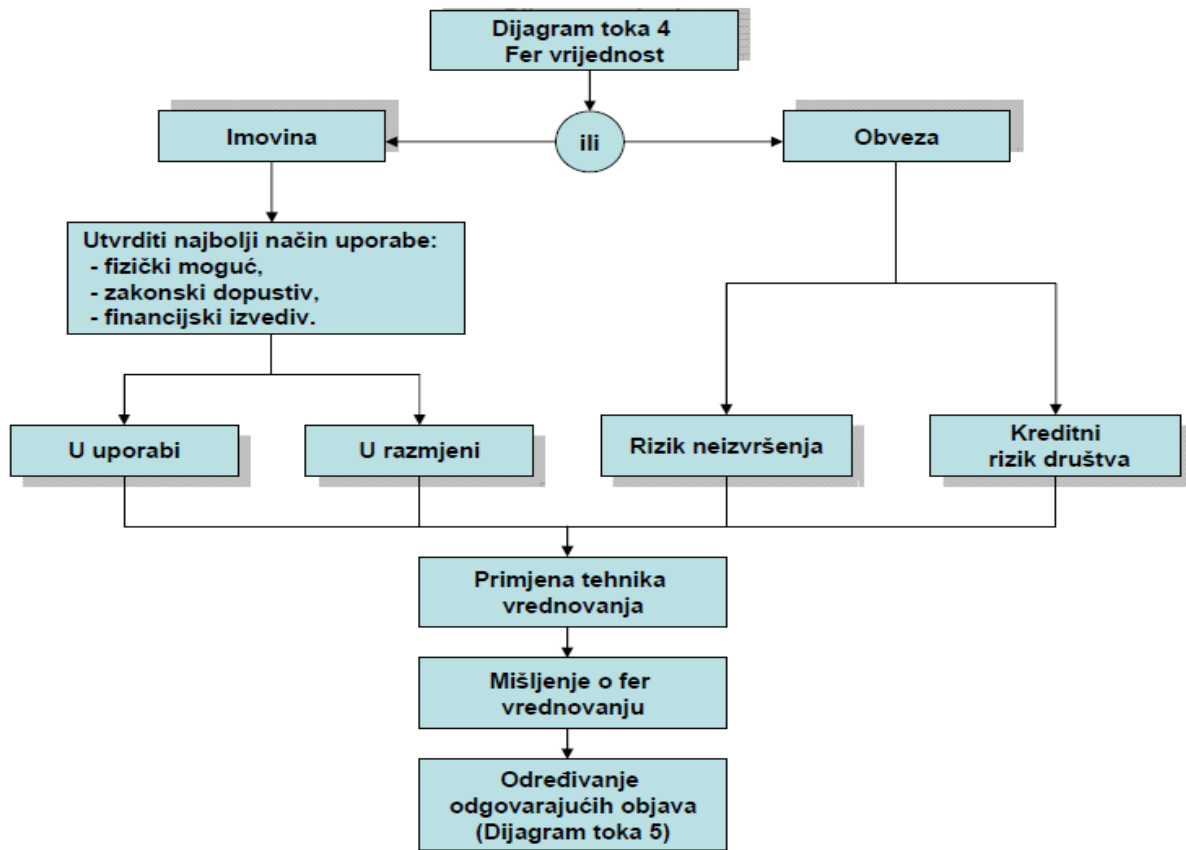 Dijagram toka 4
Fer vrijednost
Imovina
ili
Obveza
Utvrditi najbolji način uporabe:
- fizički moguć,
- zakonski dopustiv,
- financijski izvediv.
U uporabi
U razmjeni
Rizik neizvršenja
Kreditni
rizik društva
Primjena tehnika
vrednovanja
Mišljenje o fer
vrednovanju
Određivanje
odgovarajućih objava
(Dijagram toka 5)